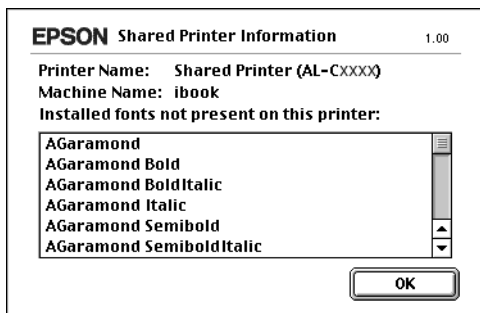 EPSON Shared Printer Information 1.00
Printer Name: Shared Printer (AL-CXXXX)
Machine Name: ibook
Installed fonts not present on this printer:
AGaramond
AGaramond Bold
AGaramond BoldItalic
AGaramond Italic
AGaramond Semibold
AGaramond SemiboldItalic
OK